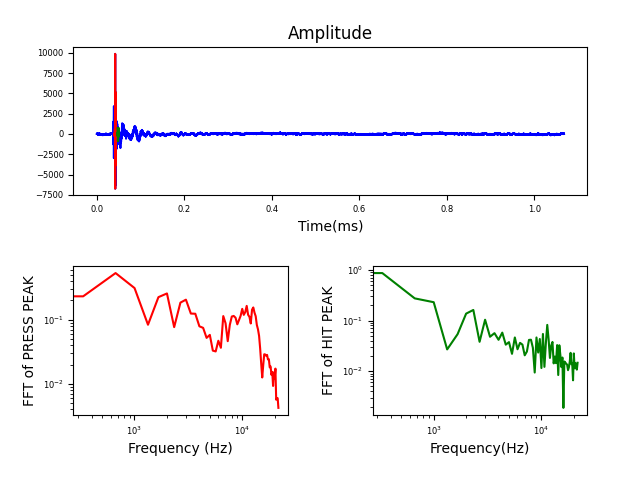 Amplitude
10000
7500
5000
2500
0
−2500
−5000
−7500
0.0 0.2 0.4 0.6 0.8 1.0
Time(ms)
FFT of PRESS PEAK
10⁻¹
10⁻²
10³ 10⁴
Frequency (Hz)
FFT of HIT PEAK
10⁰
10⁻¹
10⁻²
10³ 10⁴
Frequency(Hz)